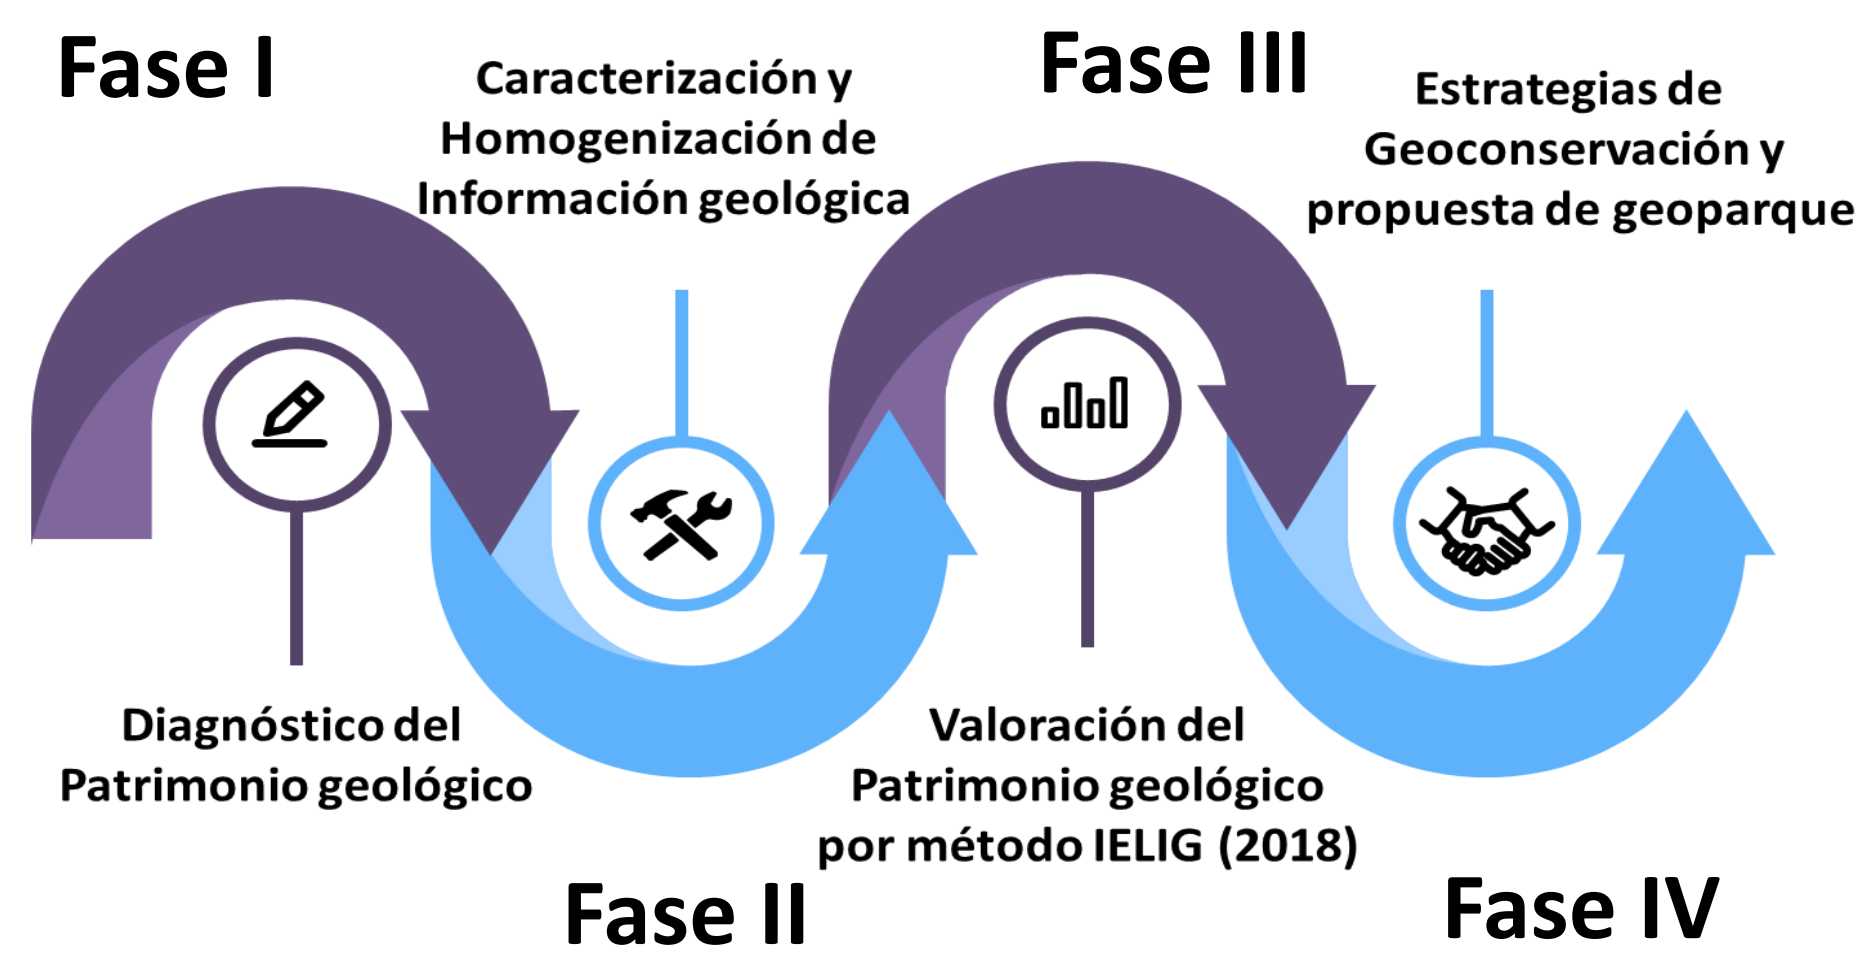 Fase I
Diagnóstico del
Patrimonio geológico
Caracterización y
Homogenización de
Información geológica
Fase II
Fase III
Valoración del
Patrimonio geológico
por método IELIG (2018)
Estrategias de
Geoconservación y
propuesta de geoparque
Fase IV